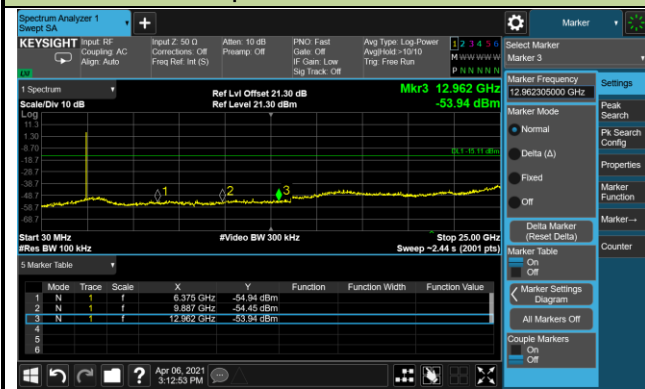 Spectrum Analyzer 1
Swept SA
+
Marker
KEYSIGHT
Input: RF
Coupling: AC
Align: Auto
Input Z: 50 Ω
Corrections: Off
Freq Ref: Int (S)
Atten: 10 dB
Preamp: Off
PNO: Fast
Gate: Off
IF Gain: Low
Sig Track: Off
Avg Type: Log-Power
Avg|Hold:>10/10
Trig: Free Run
1 2 3 4 5 6
M W W W W W
P N N N N N
LW
Select Marker
Marker 3
1 Spectrum
Scale/Div 10 dB
Log
Ref Lvl Offset 21.30 dB
Ref Level 21.30 dBm
Mkr3 12.962 GHz
-53.94 dBm
11.3
1.30
-8.70
-18.7
-28.7
-38.7
-48.7
-58.7
-68.7
DL1 -15.11 dBm
1
2
3
Start 30 MHz
#Res BW 100 kHz
#Video BW 300 kHz
Stop 25.00 GHz
Sweep ~2.44 s (2001 pts)
5 Marker Table
Mode Trace Scale X Y Function Function Width Function Value
1 N 1 f 6.375 GHz -54.94 dBm
2 N 1 f 9.887 GHz -54.45 dBm
3 N 1 f 12.962 GHz -53.94 dBm
4
5
6
Marker Frequency
12.962305000 GHz
Marker Mode
Normal
Delta (Δ)
Fixed
Off
Delta Marker
(Reset Delta)
Marker Table
On
Off
Marker Settings
Diagram
All Markers Off
Couple Markers
On
Off
Settings
Peak
Search
Pk Search
Config
Properties
Marker
Function
Marker→
Counter
?
Apr 06, 2021
3:12:53 PM